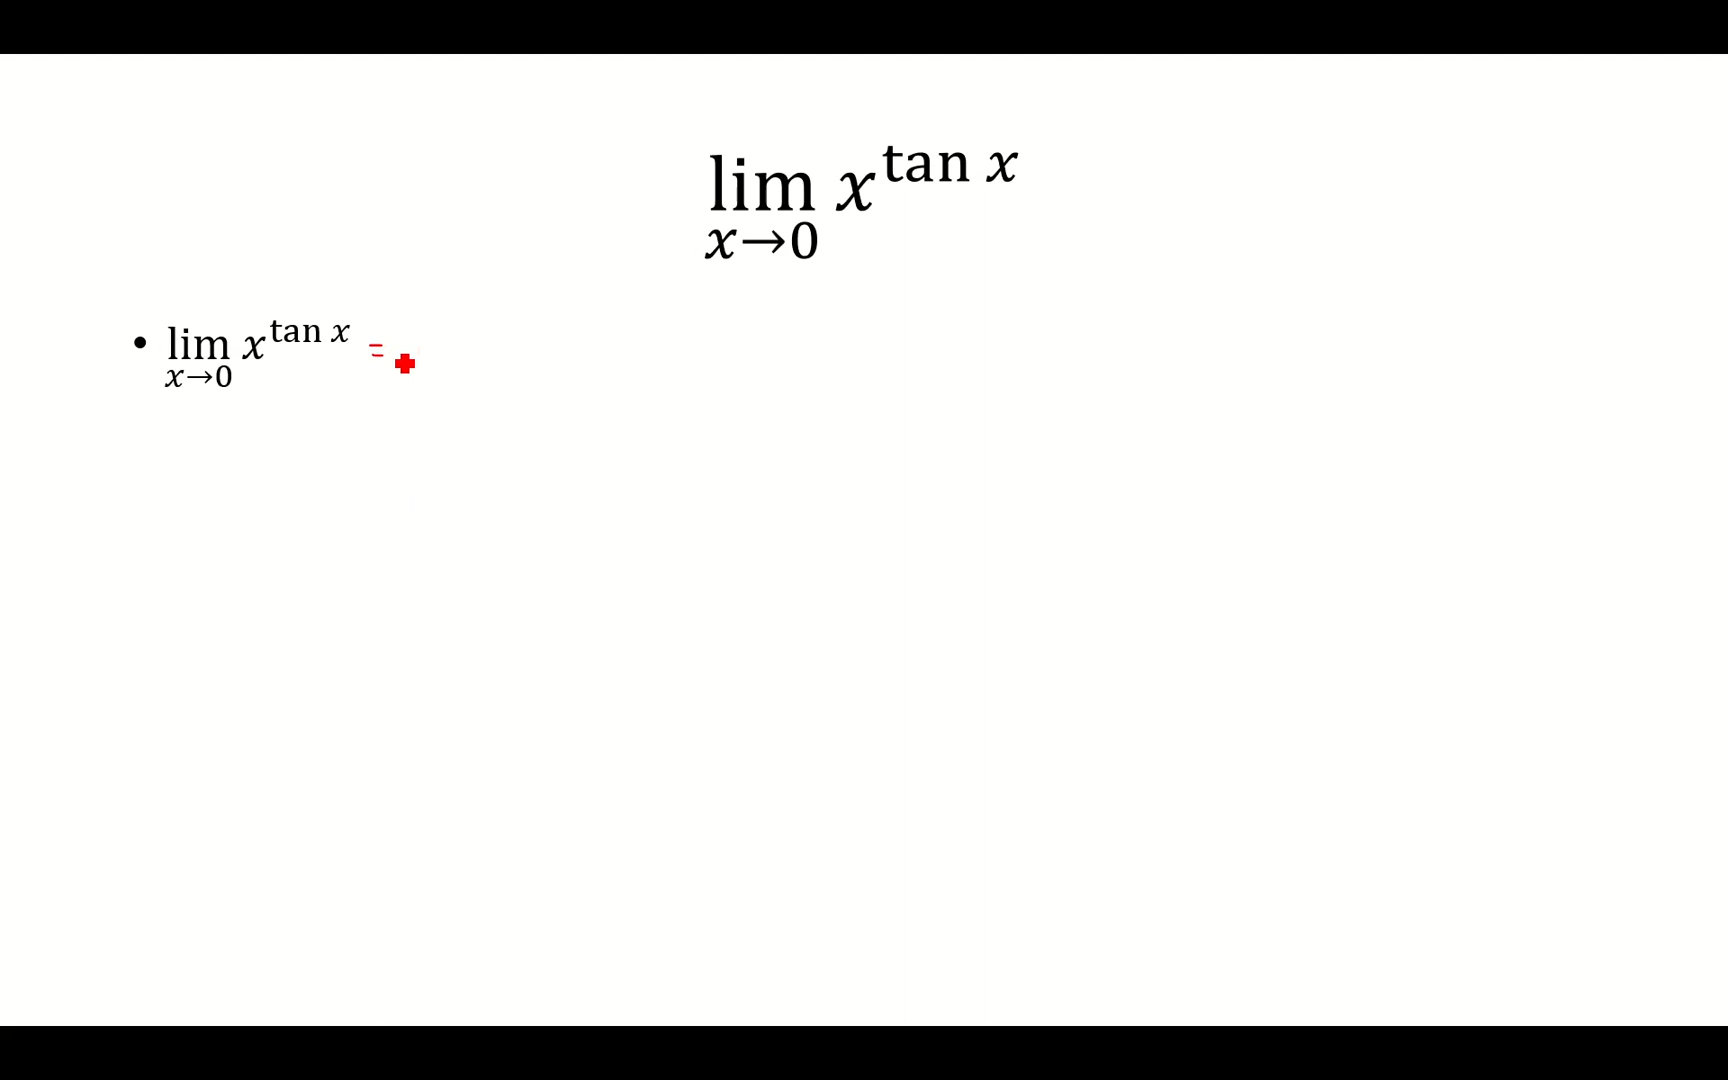 lim x→0 x^tan x
• lim x→0 x^tan x =